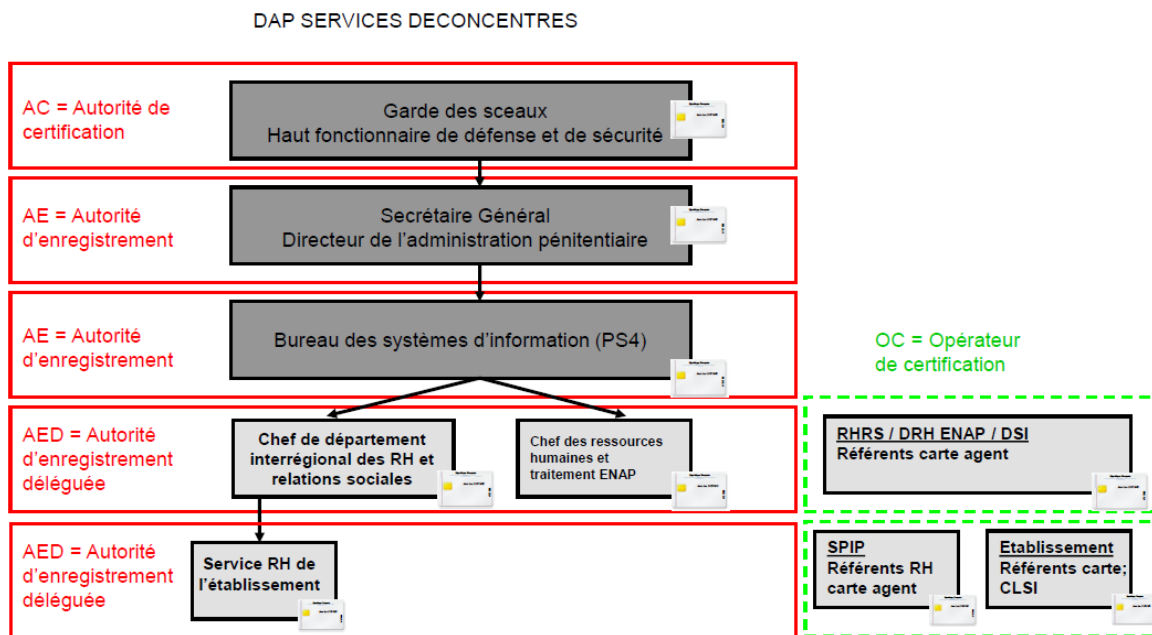 DAP SERVICES DECONCENTRES
AC = Autorité de
certification
Garde des sceaux
Haut fonctionnaire de défense et de sécurité
AE = Autorité
d'enregistrement
Secrétaire Général
Directeur de l'administration pénitentiaire
AE = Autorité
d'enregistrement
Bureau des systèmes d'information (PS4)
OC = Opérateur
de certification
AED = Autorité
d'enregistrement
déléguée
Chef de département
interrégional des RH et
relations sociales
Chef des ressources
humaines et
traitement ENAP
RHRS / DRH ENAP / DSI
Référents carte agent
AED = Autorité
d'enregistrement
déléguée
Service RH de
l'établissement
SPIP
Référents RH
carte agent
Etablissement
Référents carte;
CLSI